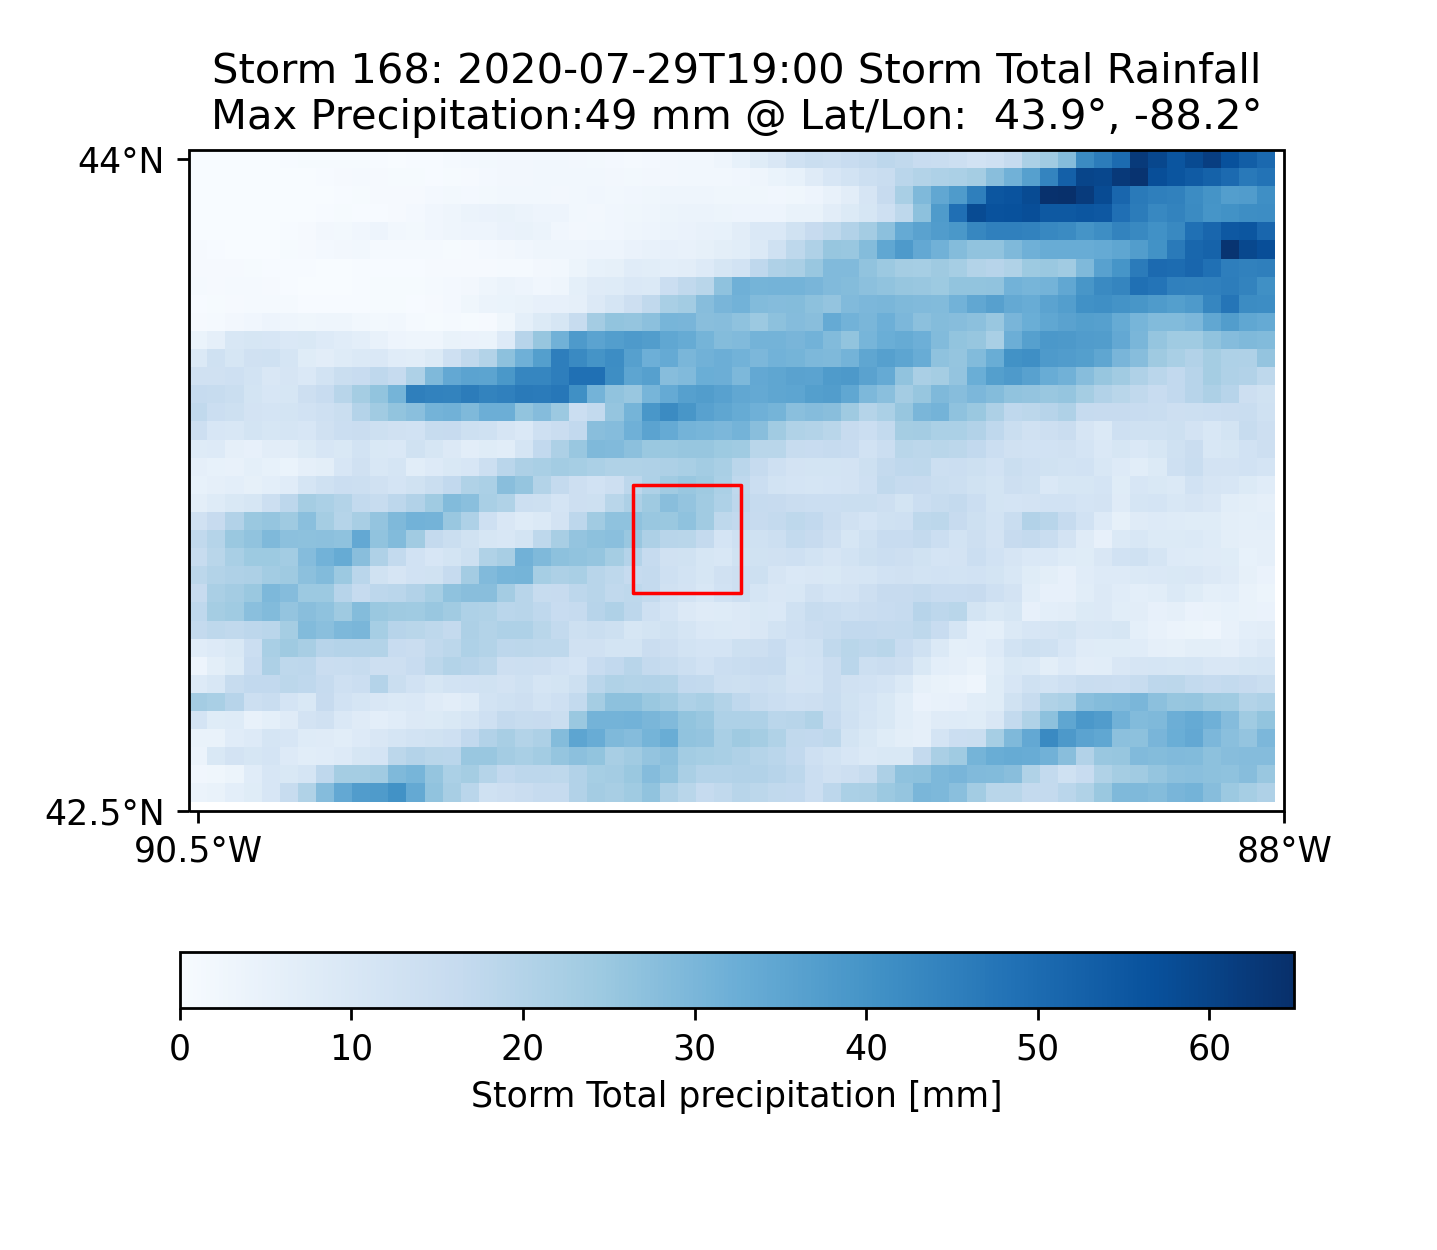 Storm 168: 2020-07-29T19:00 Storm Total Rainfall
Max Precipitation:49 mm @ Lat/Lon:  43.9°, -88.2°
44°N
42.5°N
90.5°W 88°W
0 10 20 30 40 50 60
Storm Total precipitation [mm]